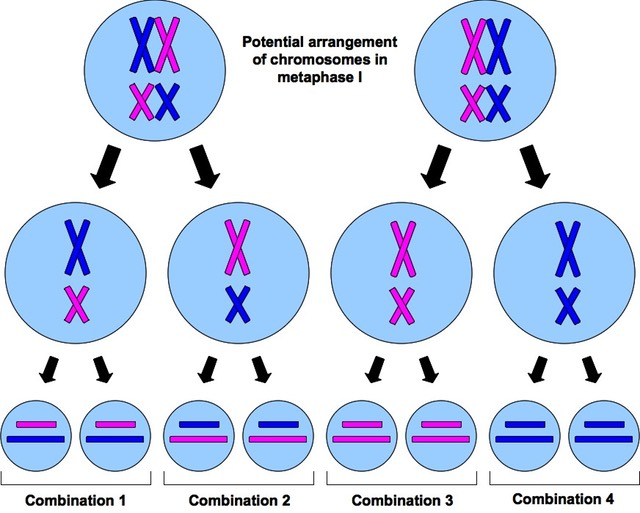 Potential arrangement
of chromosomes in
metaphase I
Combination 1
Combination 2
Combination 3
Combination 4